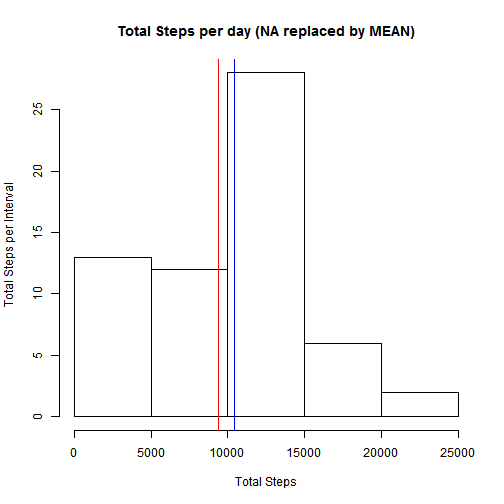 Total Steps per day (NA replaced by MEAN)
Total Steps per Interval
25
20
15
10
5
0
0 5000 10000 15000 20000 25000
Total Steps